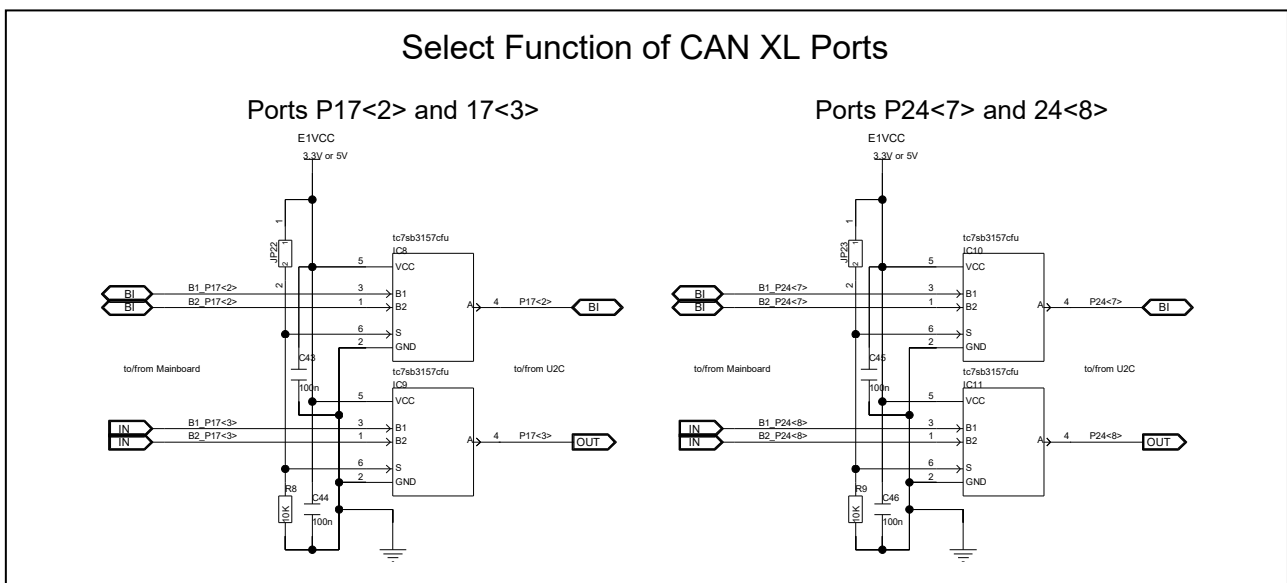 Select Function of CAN XL Ports
Ports P17<2> and 17<3>
E1VCC
3.3V or 5V
1
JP22
1
2
2
tc7sb3157cfu
IC8
5
VCC
BI
B1_P17<2>
3
B1
BI
B2_P17<2>
1
B2
A
4
P17<2>
BI
6
S
2
GND
to/from Mainboard
C43
100n
to/from U2C
tc7sb3157cfu
IC9
5
VCC
IN
B1_P17<3>
3
B1
IN
B2_P17<3>
1
B2
A
4
P17<3>
OUT
6
S
2
GND
R8
10K
C44
100n
Ports P24<7> and 24<8>
E1VCC
3.3V or 5V
1
JP23
1
2
2
tc7sb3157cfu
IC10
5
VCC
BI
B1_P24<7>
3
B1
BI
B2_P24<7>
1
B2
A
4
P24<7>
BI
6
S
2
GND
to/from Mainboard
C45
100n
to/from U2C
tc7sb3157cfu
IC11
5
VCC
IN
B1_P24<8>
3
B1
IN
B2_P24<8>
1
B2
A
4
P24<8>
OUT
6
S
2
GND
R9
10K
C46
100n